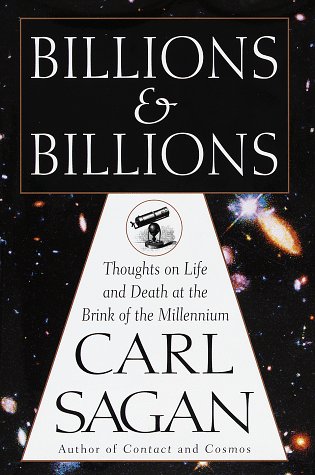 BILLIONS
&
BILLIONS
Thoughts on Life
and Death at the
Brink of the Millennium
CARL
SAGAN
Author of Contact and Cosmos